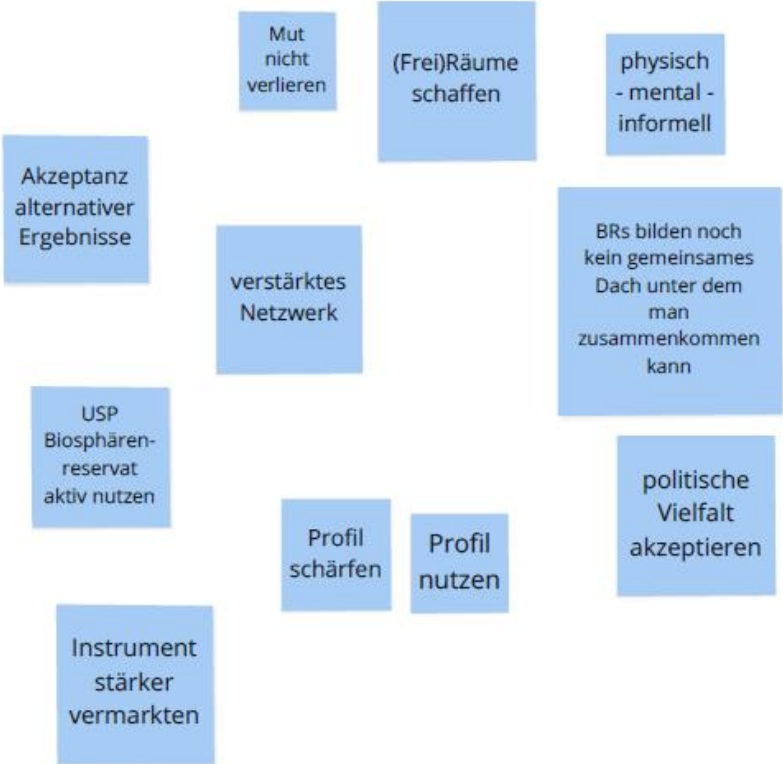 Mut
nicht
verlieren
(Frei)Räume
schaffen
physisch
- mental -
informell
Akzeptanz
alternativer
Ergebnisse
verstärktes
Netzwerk
BRs bilden noch
kein gemeinsames
Dach unter dem
man
zusammenkommen
kann
USP
Biosphären-
reservat
aktiv nutzen
politische
Vielfalt
akzeptieren
Profil
schärfen
Profil
nutzen
Instrument
stärker
vermarkten